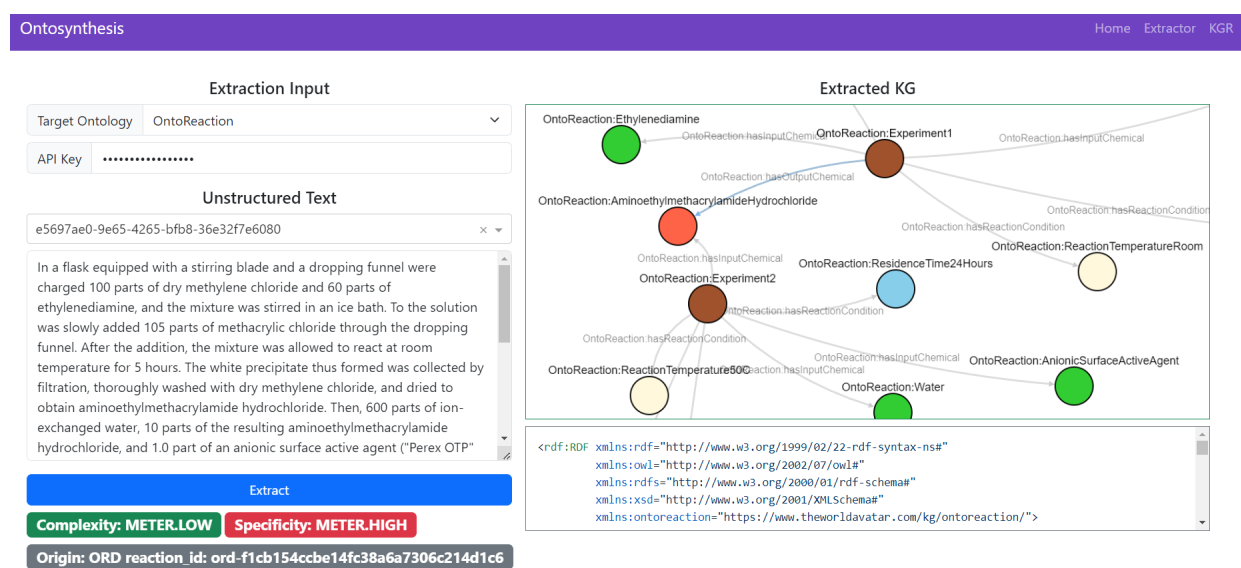 Ontosynthesis
Home Extractor KGR
Extraction Input
Target Ontology OntoReaction
API Key ••••••••••••••••
Unstructured Text
e5697ae0-9e65-4265-bfb8-36e32f7e6080
In a flask equipped with a stirring blade and a dropping funnel were
charged 100 parts of dry methylene chloride and 60 parts of
ethylenediamine, and the mixture was stirred in an ice bath. To the solution
was slowly added 105 parts of methacrylic chloride through the dropping
funnel. After the addition, the mixture was allowed to react at room
temperature for 5 hours. The white precipitate thus formed was collected by
filtration, thoroughly washed with dry methylene chloride, and dried to
obtain aminoethylmethacrylamide hydrochloride. Then, 600 parts of ion-
exchanged water, 10 parts of the resulting aminoethylmethacrylamide
hydrochloride, and 1.0 part of an anionic surface active agent ("Perex OTP"
Extract
Complexity: METER.LOW Specificity: METER.HIGH
Origin: ORD reaction_id: ord-f1cb154ccbe14fc38a6a7306c214d1c6
Extracted KG
OntoReaction:Ethylenediamine
OntoReaction:hasInputChemical
OntoReaction:Experiment1
OntoReaction:hasInputChemical
OntoReaction:hasOutputChemical
OntoReaction:AminoethylmethacrylamideHydrochloride
OntoReaction:hasReactionCondition
OntoReaction:hasReactionCondition
OntoReaction:ReactionTemperatureRoom
OntoReaction:hasInputChemical
OntoReaction:ResidenceTime24Hours
OntoReaction:Experiment2
OntoReaction:hasReactionCondition
OntoReaction:hasReactionCondition
OntoReaction:hasInputChemical
OntoReaction:AnionicSurfaceActiveAgent
OntoReaction:ReactionTemperature50C
eaction:hasInputChemical
OntoReaction:Water
<rdf:RDF xmlns:rdf="http://www.w3.org/1999/02/22-rdf-syntax-ns#"
xmlns:owl="http://www.w3.org/2002/07/owl#"
xmlns:rdfs="http://www.w3.org/2000/01/rdf-schema#"
xmlns:xsd="http://www.w3.org/2001/XMLSchema#"
xmlns:ontoreaction="https://www.theworldavatar.com/kg/ontoreaction/">